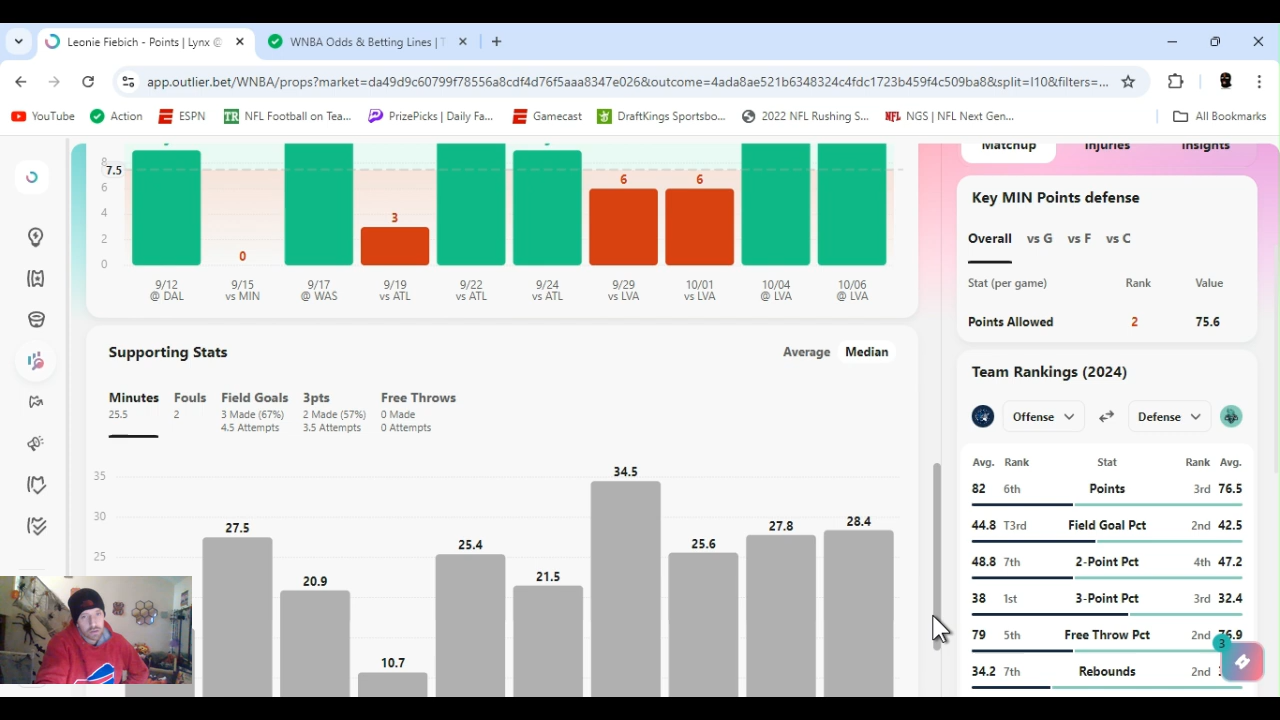 Leonie Fiebich - Points | Lynx @
WNBA Odds & Betting Lines | T
app.outlier.bet/WNBA/props?market=da49d9c60799f78556a8cdf4d76f5aaa8347e026&outcome=4ada8ae521b6348324c4fdc1723b459f4c509ba8&split=l10&filters=...
YouTube Action ESPN NFL Football on Tea... PrizePicks | Daily Fa... Gamecast DraftKings Sportsbo... 2022 NFL Rushing S... NGS | NFL Next Gen... All Bookmarks
8
7.5
6
4
2
0
0 3 6 6
9/12 9/15 9/17 9/19 9/22 9/24 9/29 10/01 10/04 10/06
@ DAL vs MIN @ WAS vs ATL vs ATL vs ATL vs LVA vs LVA @ LVA @ LVA
Supporting Stats
Average Median
Minutes Fouls Field Goals 3pts Free Throws
25.5 2 3 Made (67%) 2 Made (57%) 0 Made
4.5 Attempts 3.5 Attempts 0 Attempts
35
30
25
27.5 20.9 10.7 25.4 21.5 34.5 25.6 27.8 28.4
Matchup Injuries Insights
Key MIN Points defense
Overall vs G vs F vs C
Stat (per game) Rank Value
Points Allowed 2 75.6
Team Rankings (2024)
Offense Defense
Avg. Rank Stat Rank Avg.
82 6th Points 3rd 76.5
44.8 T3rd Field Goal Pct 2nd 42.5
48.8 7th 2-Point Pct 4th 47.2
38 1st 3-Point Pct 3rd 32.4
79 5th Free Throw Pct 2nd 76.9
3
34.2 7th Rebounds 2nd